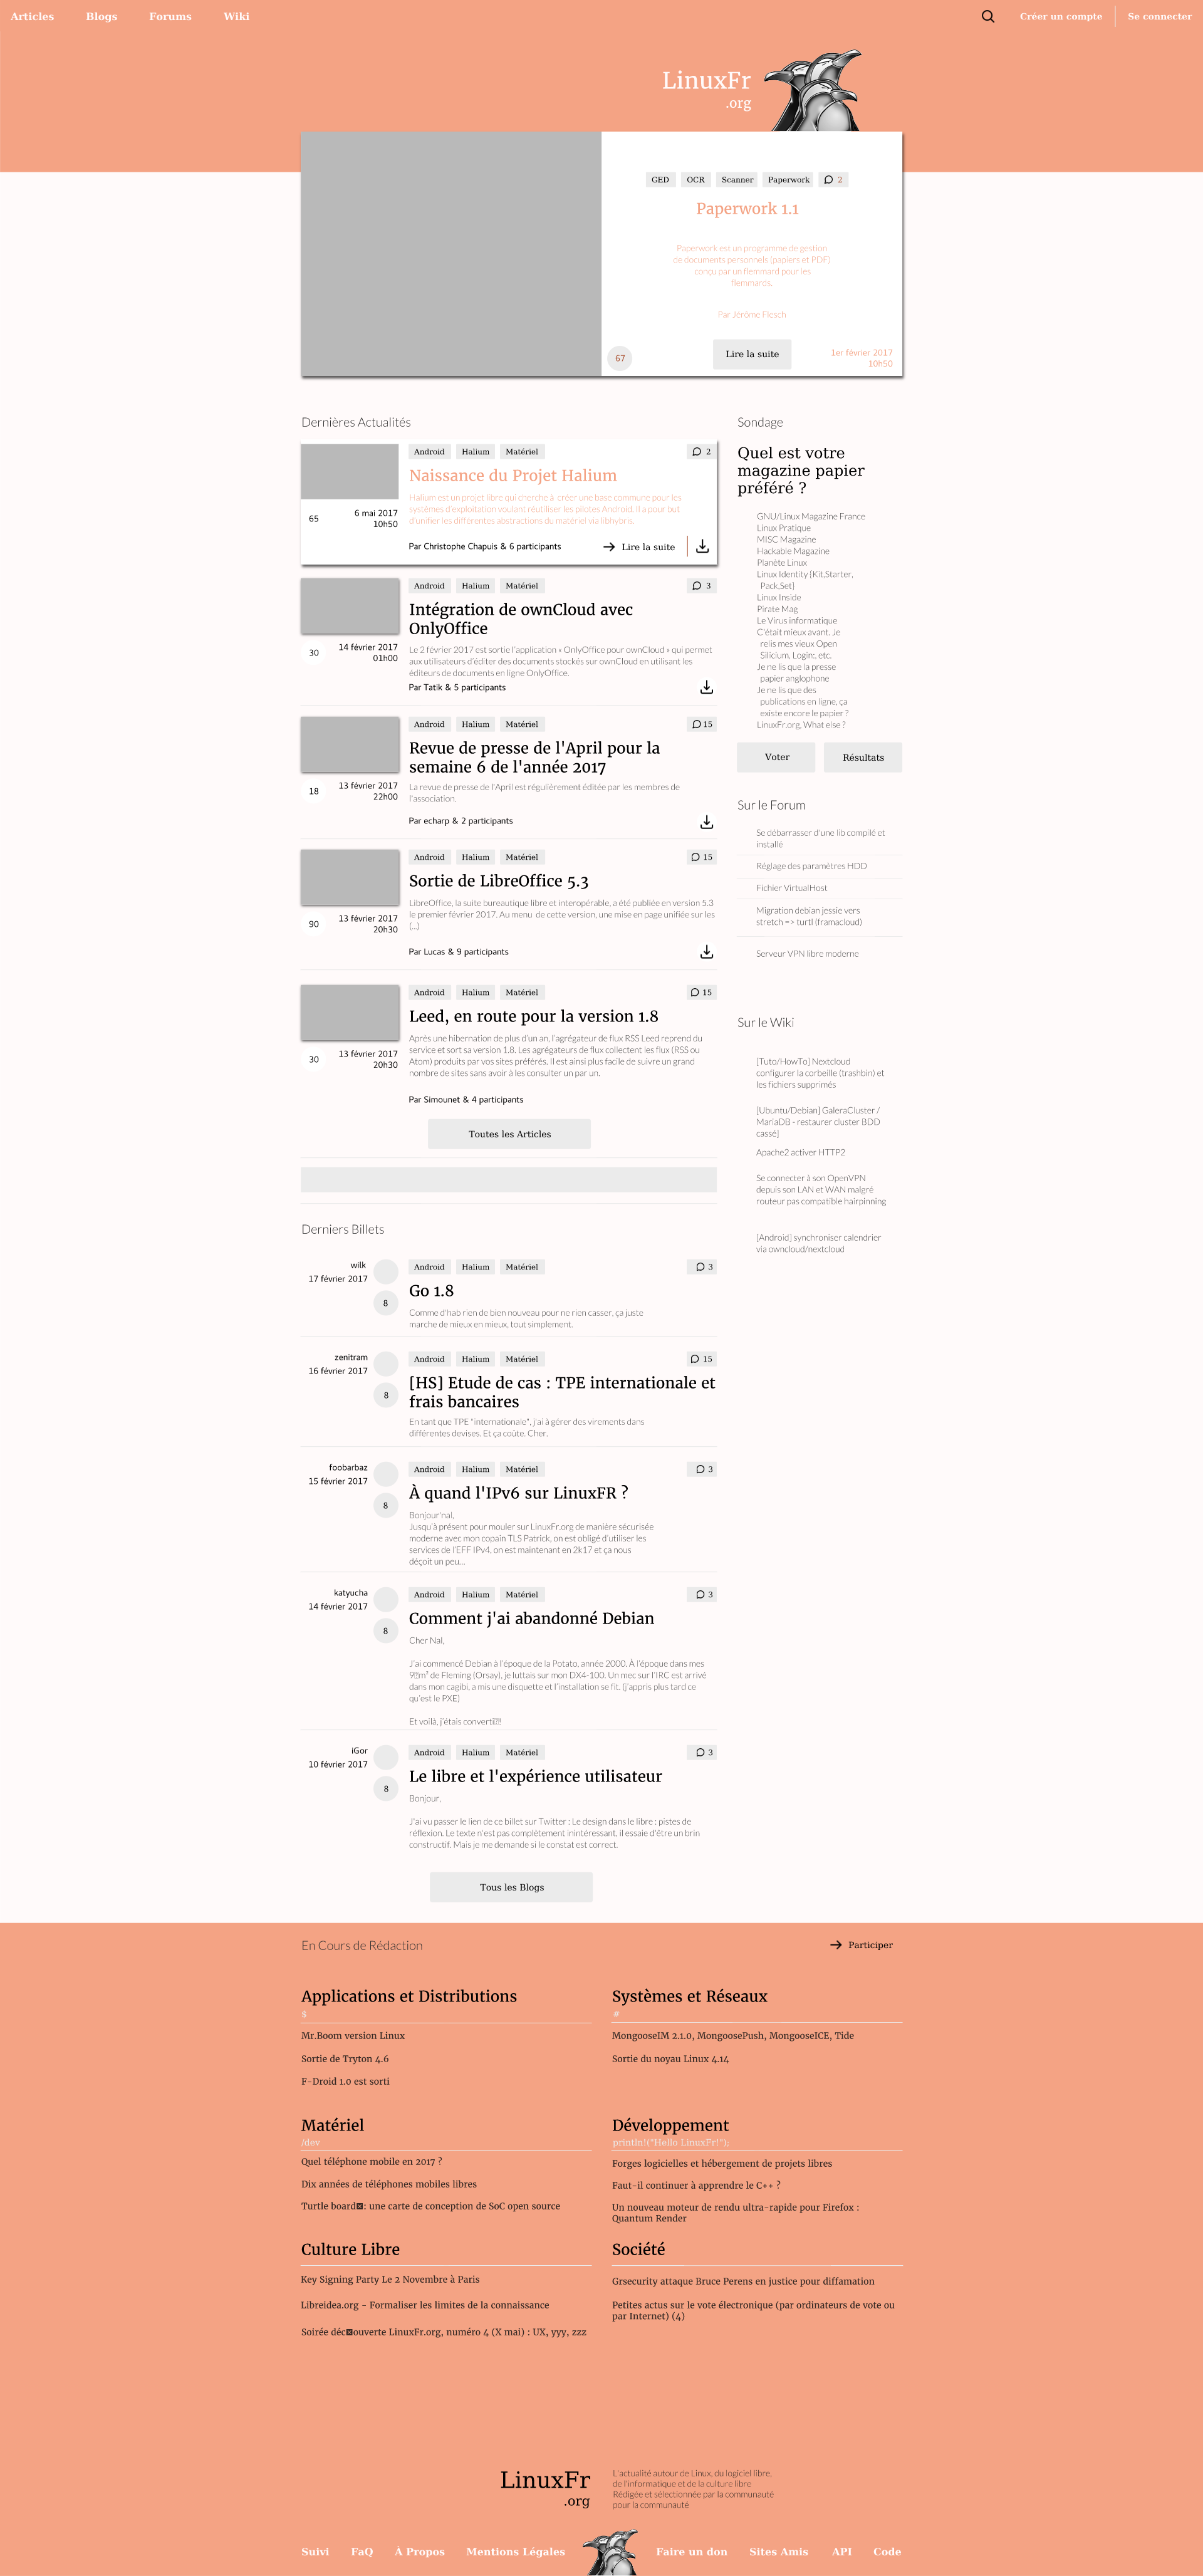 Articles Blogs Forums Wiki Créer un compte Se connecter
LinuxFr
.org
GED OCR Scanner Paperwork 2
Paperwork 1.1
Paperwork est un programme de gestion
de documents personnels (papiers et PDF)
conçu par un flemmard pour les
flemmards.
Par Jérôme Flesch
67
Lire la suite
1er février 2017
10h50
Dernières Actualités
Android Halium Matériel 2
Naissance du Projet Halium
Halium est un projet libre qui cherche à créer une base commune pour les
systèmes d'exploitation voulant réutiliser les pilotes Android. Il a pour but
d'unifier les différentes abstractions du matériel via libhybris.
65
6 mai 2017
10h50
Par Christophe Chapuis & 6 participants
Lire la suite
Android Halium Matériel 3
Intégration de ownCloud avec
OnlyOffice
30
14 février 2017
01h00
Le 2 février 2017 est sortie l'application « OnlyOffice pour ownCloud » qui permet
aux utilisateurs d'éditer des documents stockés sur ownCloud en utilisant les
éditeurs de documents en ligne OnlyOffice.
Par Tatik & 5 participants
Android Halium Matériel 15
Revue de presse de l'April pour la
semaine 6 de l'année 2017
18
13 février 2017
22h00
La revue de presse de l'April est régulièrement éditée par les membres de
l'association.
Par echarp & 2 participants
Android Halium Matériel 15
Sortie de LibreOffice 5.3
90
13 février 2017
20h30
LibreOffice, la suite bureautique libre et interopérable, a été publiée en version 5.3
le premier février 2017. Au menu de cette version, une mise en page unifiée sur les
(...)
Par Lucas & 9 participants
Android Halium Matériel 15
Leed, en route pour la version 1.8
30
13 février 2017
20h30
Après une hibernation de plus d'un an, l'agrégateur de flux RSS Leed reprend du
service et sort sa version 1.8. Les agrégateurs de flux collectent les flux (RSS ou
Atom) produits par vos sites préférés. Il est ainsi plus facile de suivre un grand
nombre de sites sans avoir à les consulter un par un.
Par Simounet & 4 participants
Toutes les Articles
Sondage
Quel est votre
magazine papier
préféré ?
GNU/Linux Magazine France
Linux Pratique
MISC Magazine
Hackable Magazine
Planète Linux
Linux Identity (Kit,Starter,
Pack,Set)
Linux Inside
Pirate Mag
Le Virus informatique
C'était mieux avant. Je
relis mes vieux Open
Silicium, Login:, etc.
Je ne lis que la presse
papier anglophone
Je ne lis que des
publications en ligne, ça
existe encore le papier ?
LinuxFr.org, What else ?
Voter Résultats
Sur le Forum
Se débarrasser d'une lib compilé et
installé
Réglage des paramètres HDD
Fichier VirtualHost
Migration debian jessie vers
stretch => turtl (framacloud)
Serveur VPN libre moderne
Sur le Wiki
[Tuto/HowTo] Nextcloud
configurer la corbeille (trashbin) et
les fichiers supprimés
[Ubuntu/Debian] GaleraCluster /
MariaDB - restaurer cluster BDD
cassé]
Apache2 activer HTTP2
Se connecter à son OpenVPN
depuis son LAN et WAN malgré
routeur pas compatible hairpinning
[Android] synchroniser calendrier
via owncloud/nextcloud
Derniers Billets
wilk
17 février 2017
8
Android Halium Matériel 3
Go 1.8
Comme d'hab rien de bien nouveau pour ne rien casser, ça juste
marche de mieux en mieux, tout simplement.
zenitram
16 février 2017
8
Android Halium Matériel 15
[HS] Etude de cas : TPE internationale et
frais bancaires
En tant que TPE "internationale", j'ai à gérer des virements dans
différentes devises. Et ça coûte. Cher.
foobarbaz
15 février 2017
8
Android Halium Matériel 3
À quand l'IPv6 sur LinuxFR ?
Bonjour'nal,
Jusqu'à présent pour mouler sur LinuxFr.org de manière sécurisée
moderne avec mon copain TLS Patrick, on est obligé d'utiliser les
services de l'EFF IPv4, on est maintenant en 2k17 et ça nous
déçoit un peu...
katyucha
14 février 2017
8
Android Halium Matériel 3
Comment j'ai abandonné Debian
Cher Nal,
J'ai commencé Debian à l'époque de la Potato, année 2000. À l'époque dans mes
9m² de Fleming (Orsay), je luttais sur mon DX4-100. Un mec sur l'IRC est arrivé
dans mon cagibi, a mis une disquette et l'installation se fit. (j'appris plus tard ce
qu'est le PXE)
Et voilà, j'étais converti!!!
iGor
10 février 2017
8
Android Halium Matériel 3
Le libre et l'expérience utilisateur
Bonjour,
J'ai vu passer le lien de ce billet sur Twitter : Le design dans le libre : pistes de
réflexion. Le texte n'est pas complètement inintéressant, il essaie d'être un brin
constructif. Mais je me demande si le constat est correct.
Tous les Blogs
En Cours de Rédaction
Participer
Applications et Distributions
$
Mr.Boom version Linux
Sortie de Tryton 4.6
F-Droid 1.0 est sorti
Systèmes et Réseaux
#
MongooseIM 2.1.0, MongoosePush, MongooseICE, Tide
Sortie du noyau Linux 4.14
Matériel
/dev
Quel téléphone mobile en 2017 ?
Dix années de téléphones mobiles libres
Turtle board : une carte de conception de SoC open source
Développement
println!("Hello LinuxFr!");
Forges logicielles et hébergement de projets libres
Faut-il continuer à apprendre le C++ ?
Un nouveau moteur de rendu ultra-rapide pour Firefox :
Quantum Render
Culture Libre
Key Signing Party Le 2 Novembre à Paris
Libreidea.org - Formaliser les limites de la connaissance
Soirée découverte LinuxFr.org, numéro 4 (X mai) : UX, yyy, zzz
Société
Grsecurity attaque Bruce Perens en justice pour diffamation
Petites actus sur le vote électronique (par ordinateurs de vote ou
par Internet) (4)
LinuxFr
.org
L'actualité autour de Linux, du logiciel libre,
de l'informatique et de la culture libre
Rédigée et sélectionnée par la communauté
pour la communauté
Suivi FaQ À Propos Mentions Légales Faire un don Sites Amis API Code